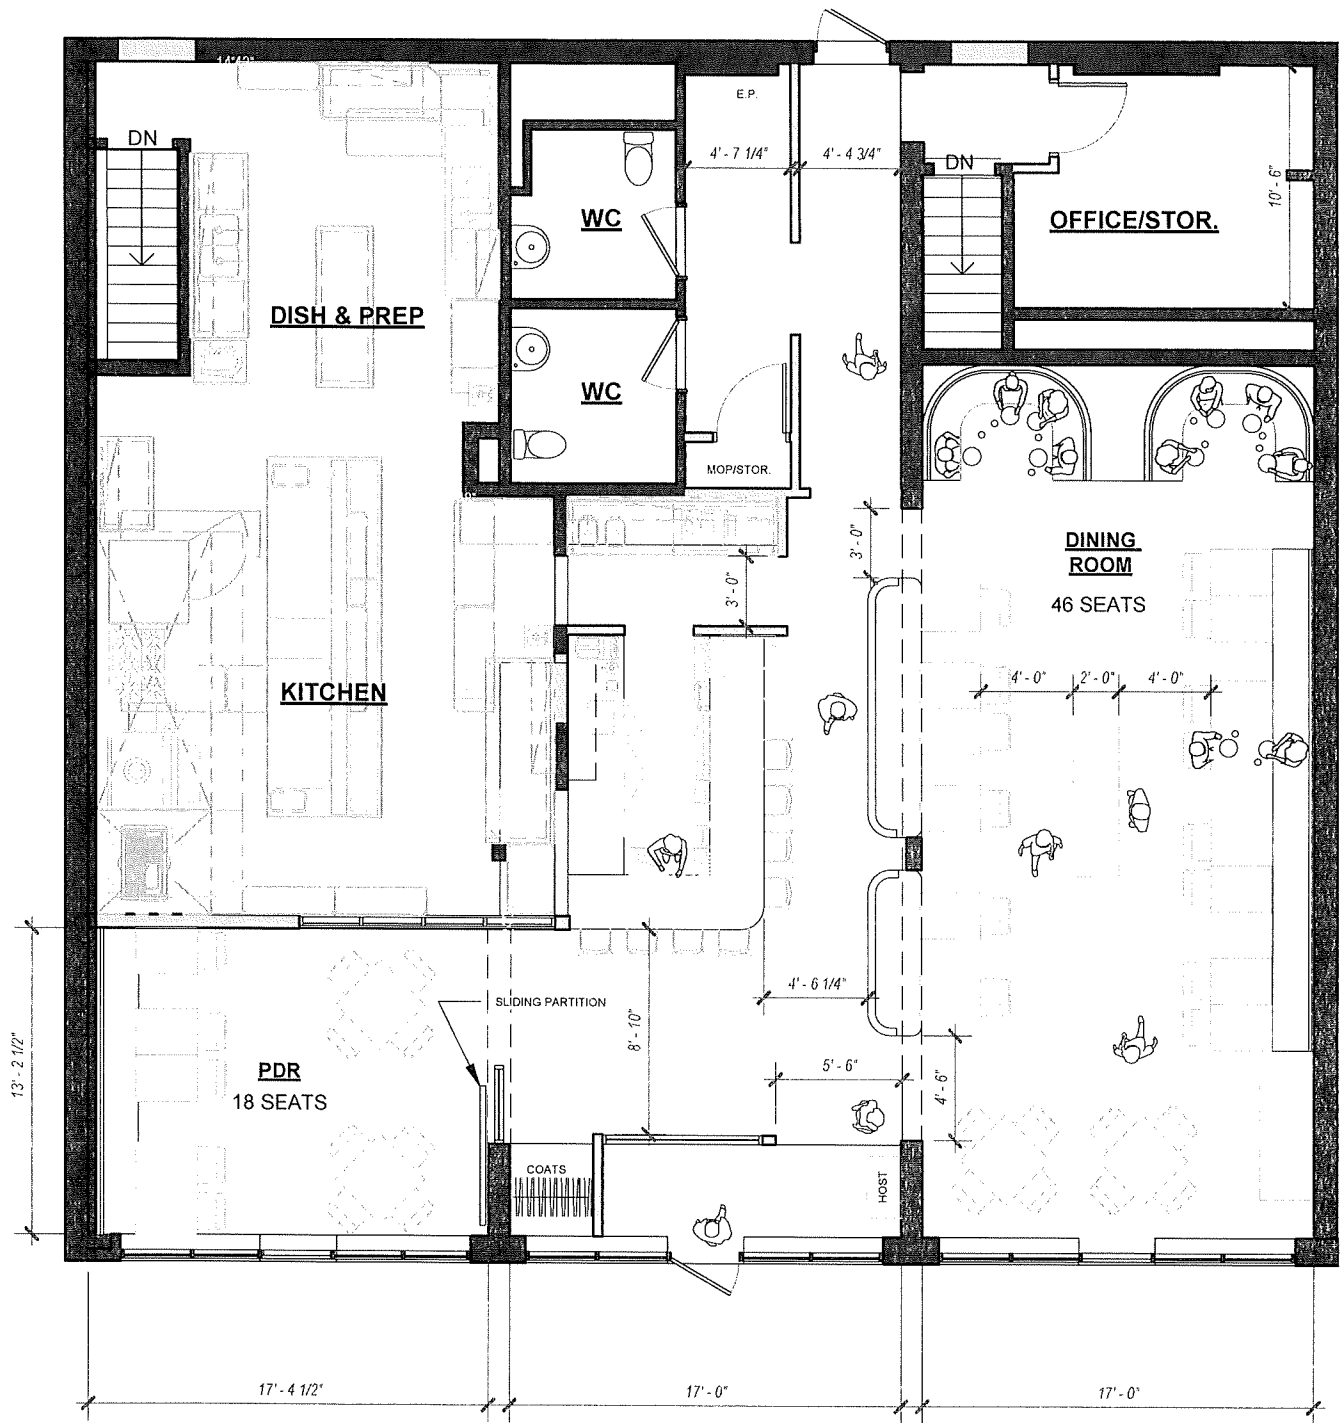 14'43"
E.P.
DN
4' - 7 1/4"
4' - 4 3/4"
DN
10' - 6"
WC
OFFICE/STOR.
DISH & PREP
WC
MOP/STOR.
3' - 0"
DINING
ROOM
46 SEATS
3' - 0"
KITCHEN
4' - 0"
2' - 0"
4' - 0"
4' - 6 1/4"
SLIDING PARTITION
8' - 10"
13' - 2 1/2"
PDR
18 SEATS
5' - 6"
4' - 6"
COATS
HOST
17' - 4 1/2"
17' - 0"
17' - 0"